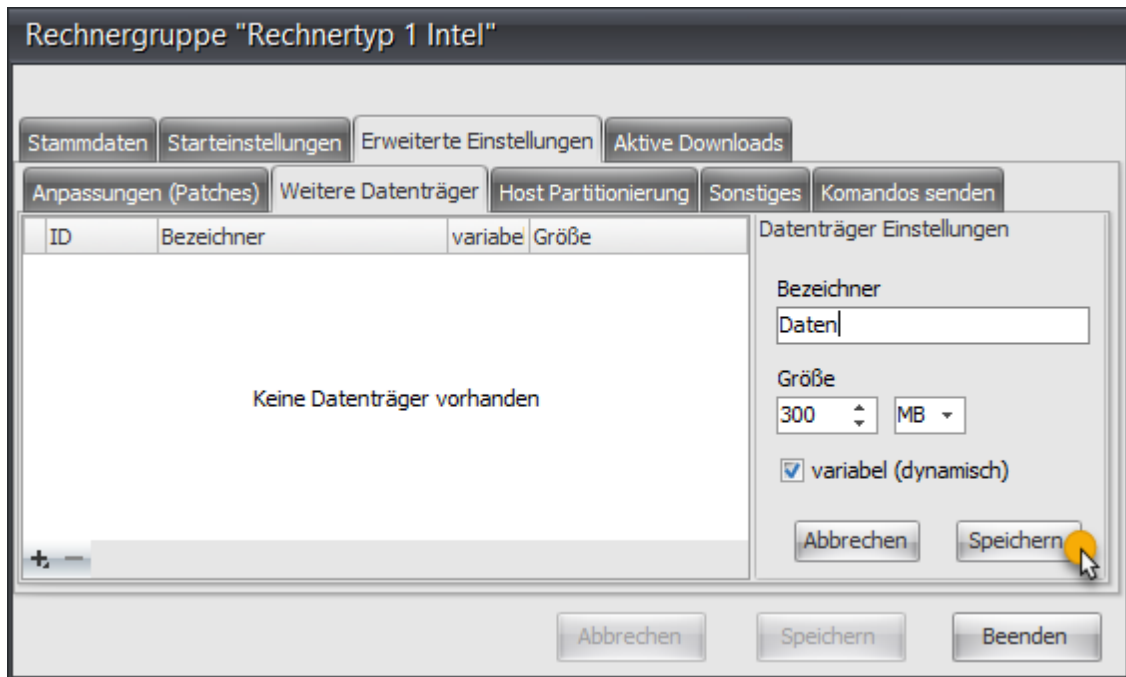 Rechnergruppe "Rechnertyp 1 Intel"
Stammdaten Starteinstellungen Erweiterte Einstellungen Aktive Downloads
Anpassungen (Patches) Weitere Datenträger Host Partitionierung Sonstiges Komandos senden
ID Bezeichner variabe Größe
Keine Datenträger vorhanden
Datenträger Einstellungen
Bezeichner
Daten
Größe
300 MB
variabel (dynamisch)
Abbrechen Speichern
Abbrechen Speichern Beenden